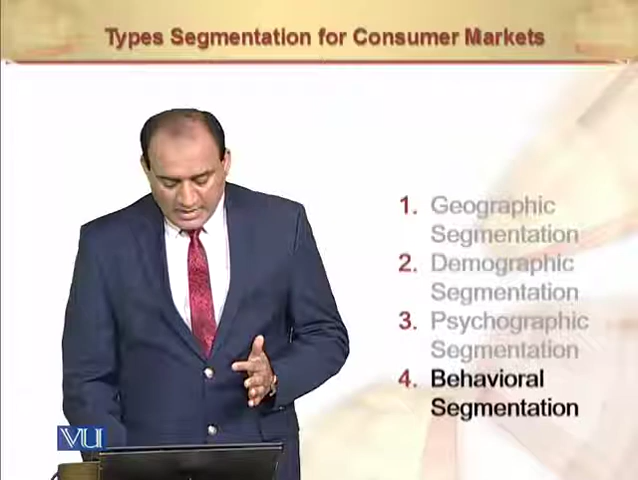 Types Segmentation for Consumer Markets
1. Geographic
Segmentation
2. Demographic
Segmentation
3. Psychographic
Segmentation
4. Behavioral
Segmentation
VU